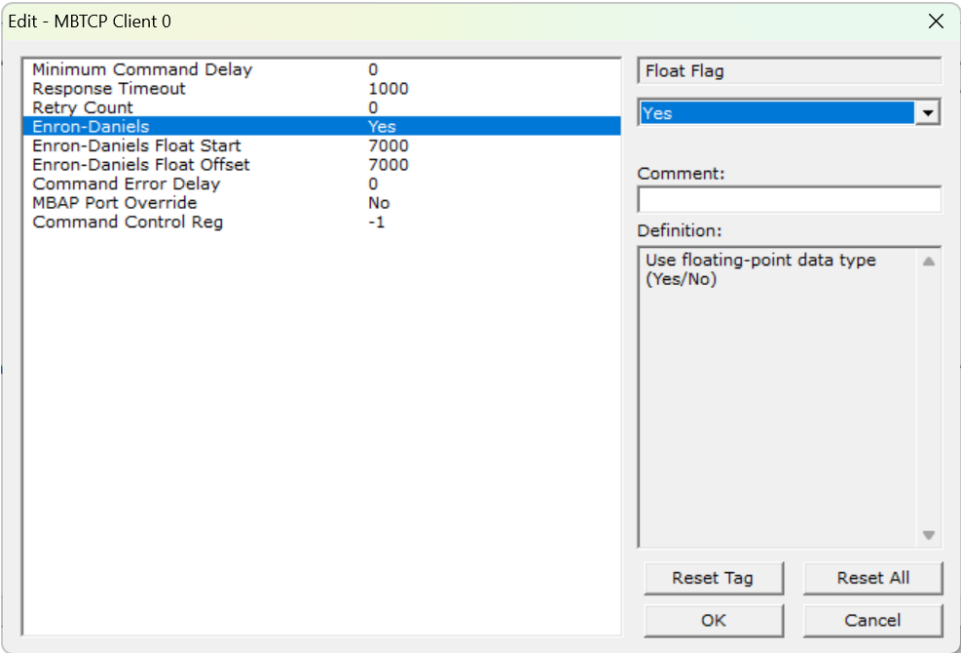 Edit - MBTCP Client 0
Minimum Command Delay 0
Response Timeout 1000
Retry Count 0
Enron-Daniels Yes
Enron-Daniels Float Start 7000
Enron-Daniels Float Offset 7000
Command Error Delay 0
MBAP Port Override No
Command Control Reg -1
Float Flag
Yes
Comment:
Definition:
Use floating-point data type
(Yes/No)
Reset Tag Reset All
OK Cancel